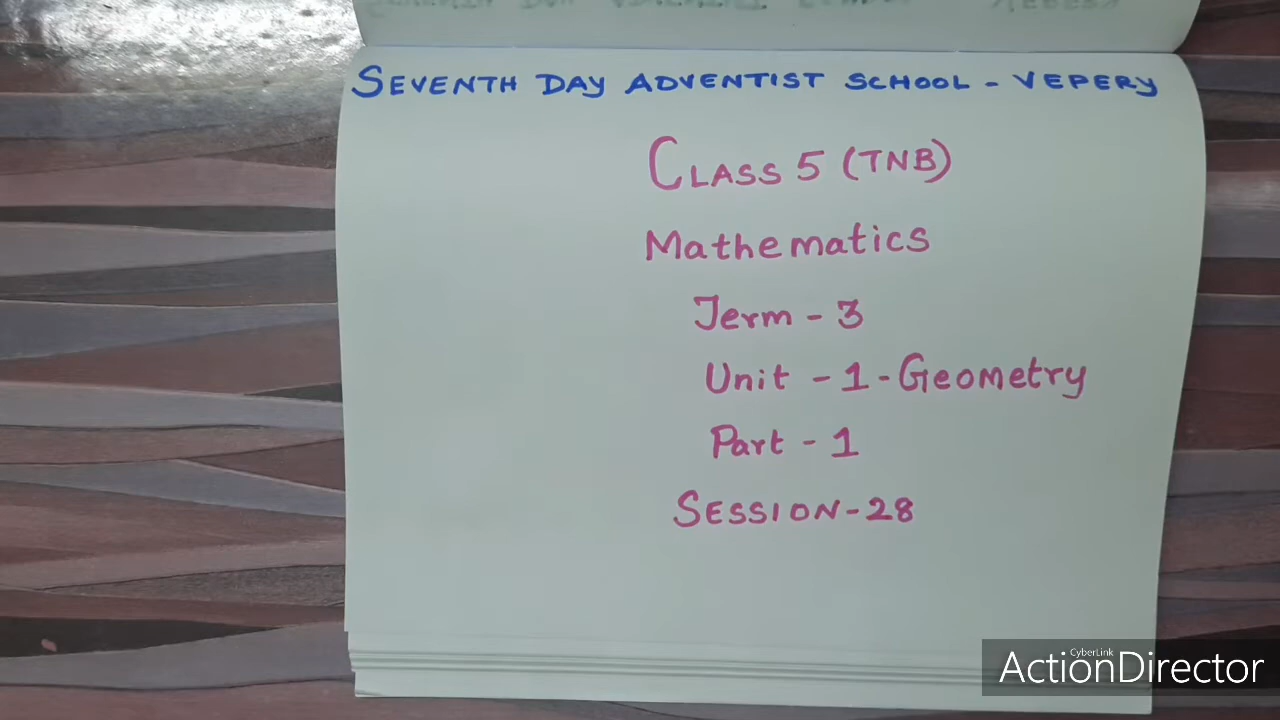 SEVENTH DAY ADVENTIST SCHOOL - VEPERY
CLASS 5 (TNB)
Mathematics
Term - 3
Unit - 1 - Geometry
Part - 1
SESSION - 28
CyberLink
ActionDirector